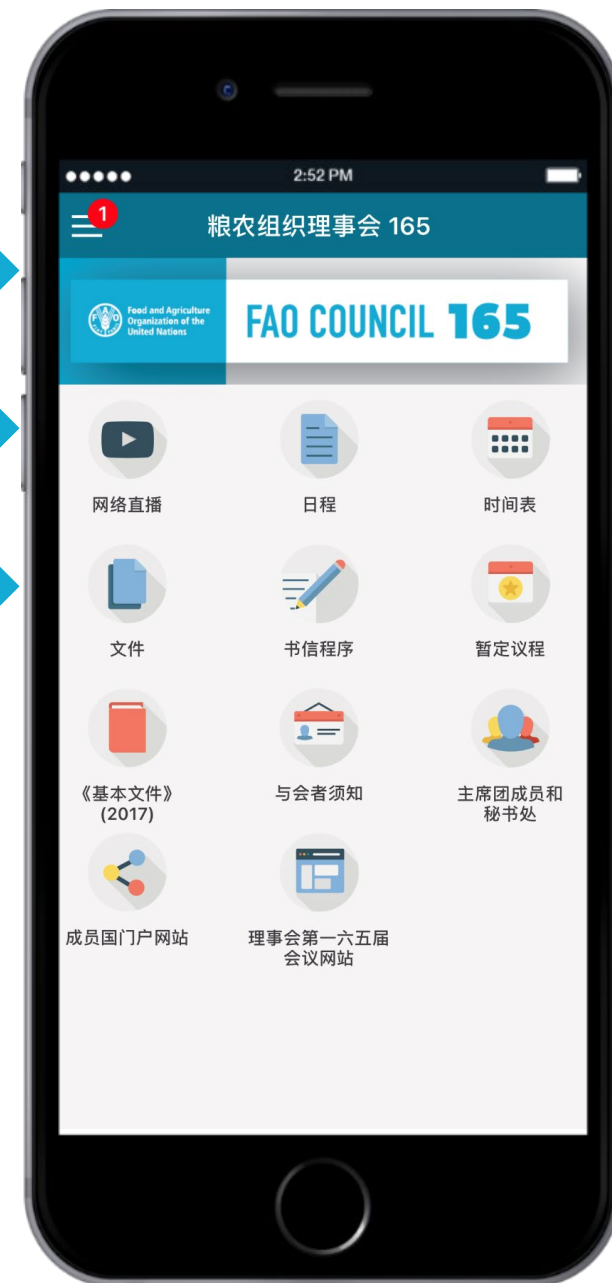 2:52 PM
1
粮农组织理事会 165
Food and Agriculture
Organization of the
United Nations
FAO COUNCIL 165
网络直播
日程
时间表
文件
书信程序
暂定议程
《基本文件》
(2017)
与会者须知
主席团成员和
秘书处
成员国门户网站
理事会第一六五届
会议网站